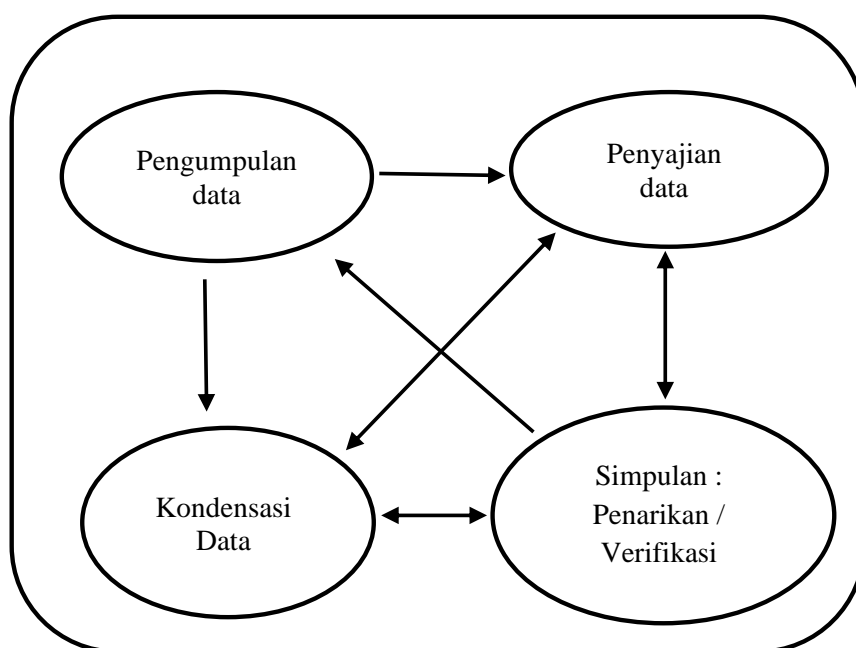 Pengumpulan
data
Penyajian
data
Kondensasi
Data
Simpulan :
Penarikan /
Verifikasi